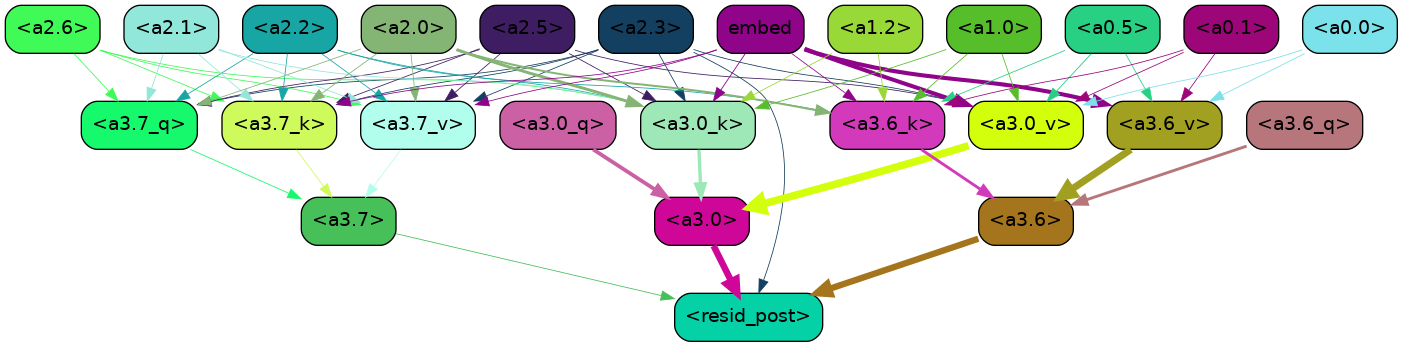 <a2.6> <a2.1> <a2.2> <a2.0> <a2.5> <a2.3> embed <a1.2> <a1.0> <a0.5> <a0.1> <a0.0>
<a3.7_q> <a3.7_k> <a3.7_v> <a3.0_q> <a3.0_k> <a3.6_k> <a3.0_v> <a3.6_v> <a3.6_q>
<a3.7> <a3.0> <a3.6>
<resid_post>